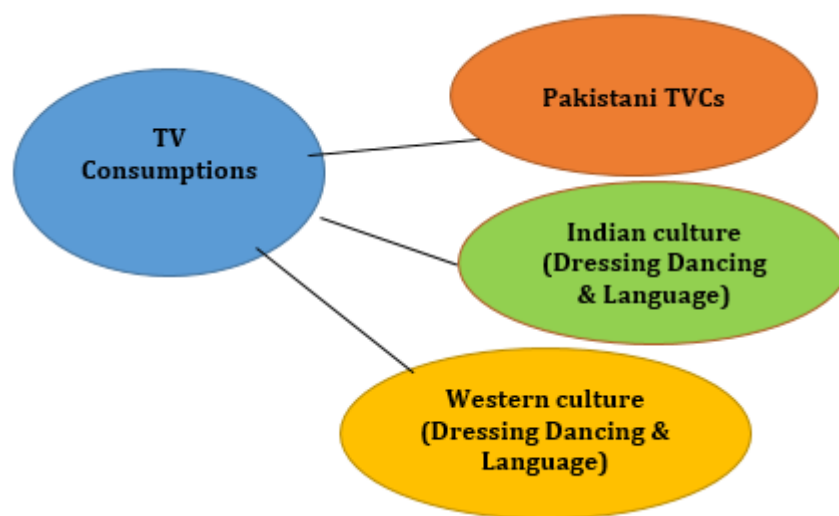 TV
Consumptions
Pakistani TVCs
Indian culture
(Dressing Dancing
& Language)
Western culture
(Dressing Dancing &
Language)